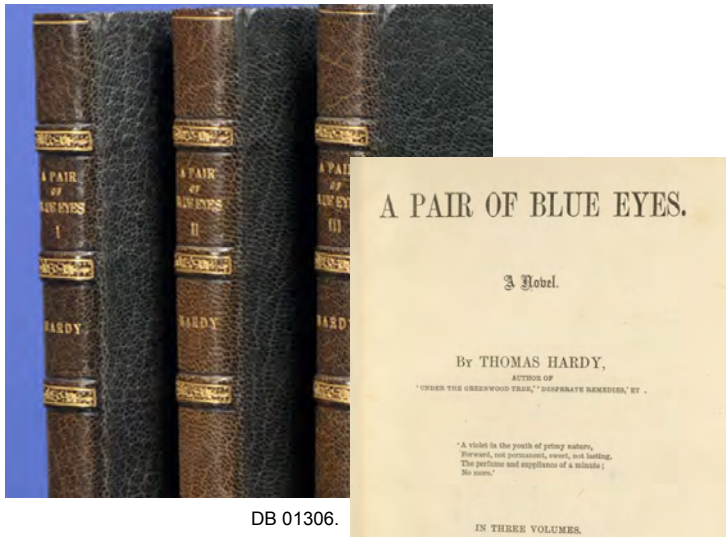 A PAIR
OF
BLUE EYES
I
HARDY
A PAIR
OF
BLUE EYES
II
HARDY
A PAI
OF
BLUE EYE
III
HARDY
A PAIR OF BLUE EYES.
A Novel.
BY THOMAS HARDY,
AUTHOR OF
'UNDER THE GREENWOOD TREE,' 'DESPERATE REMEDIES,' ET .
'A violet in the youth of primy nature,
Forward, not permanent, sweet, not lasting,
The perfume and suppliance of a minute;
No more.'
IN THREE VOLUMES.
DB 01306.